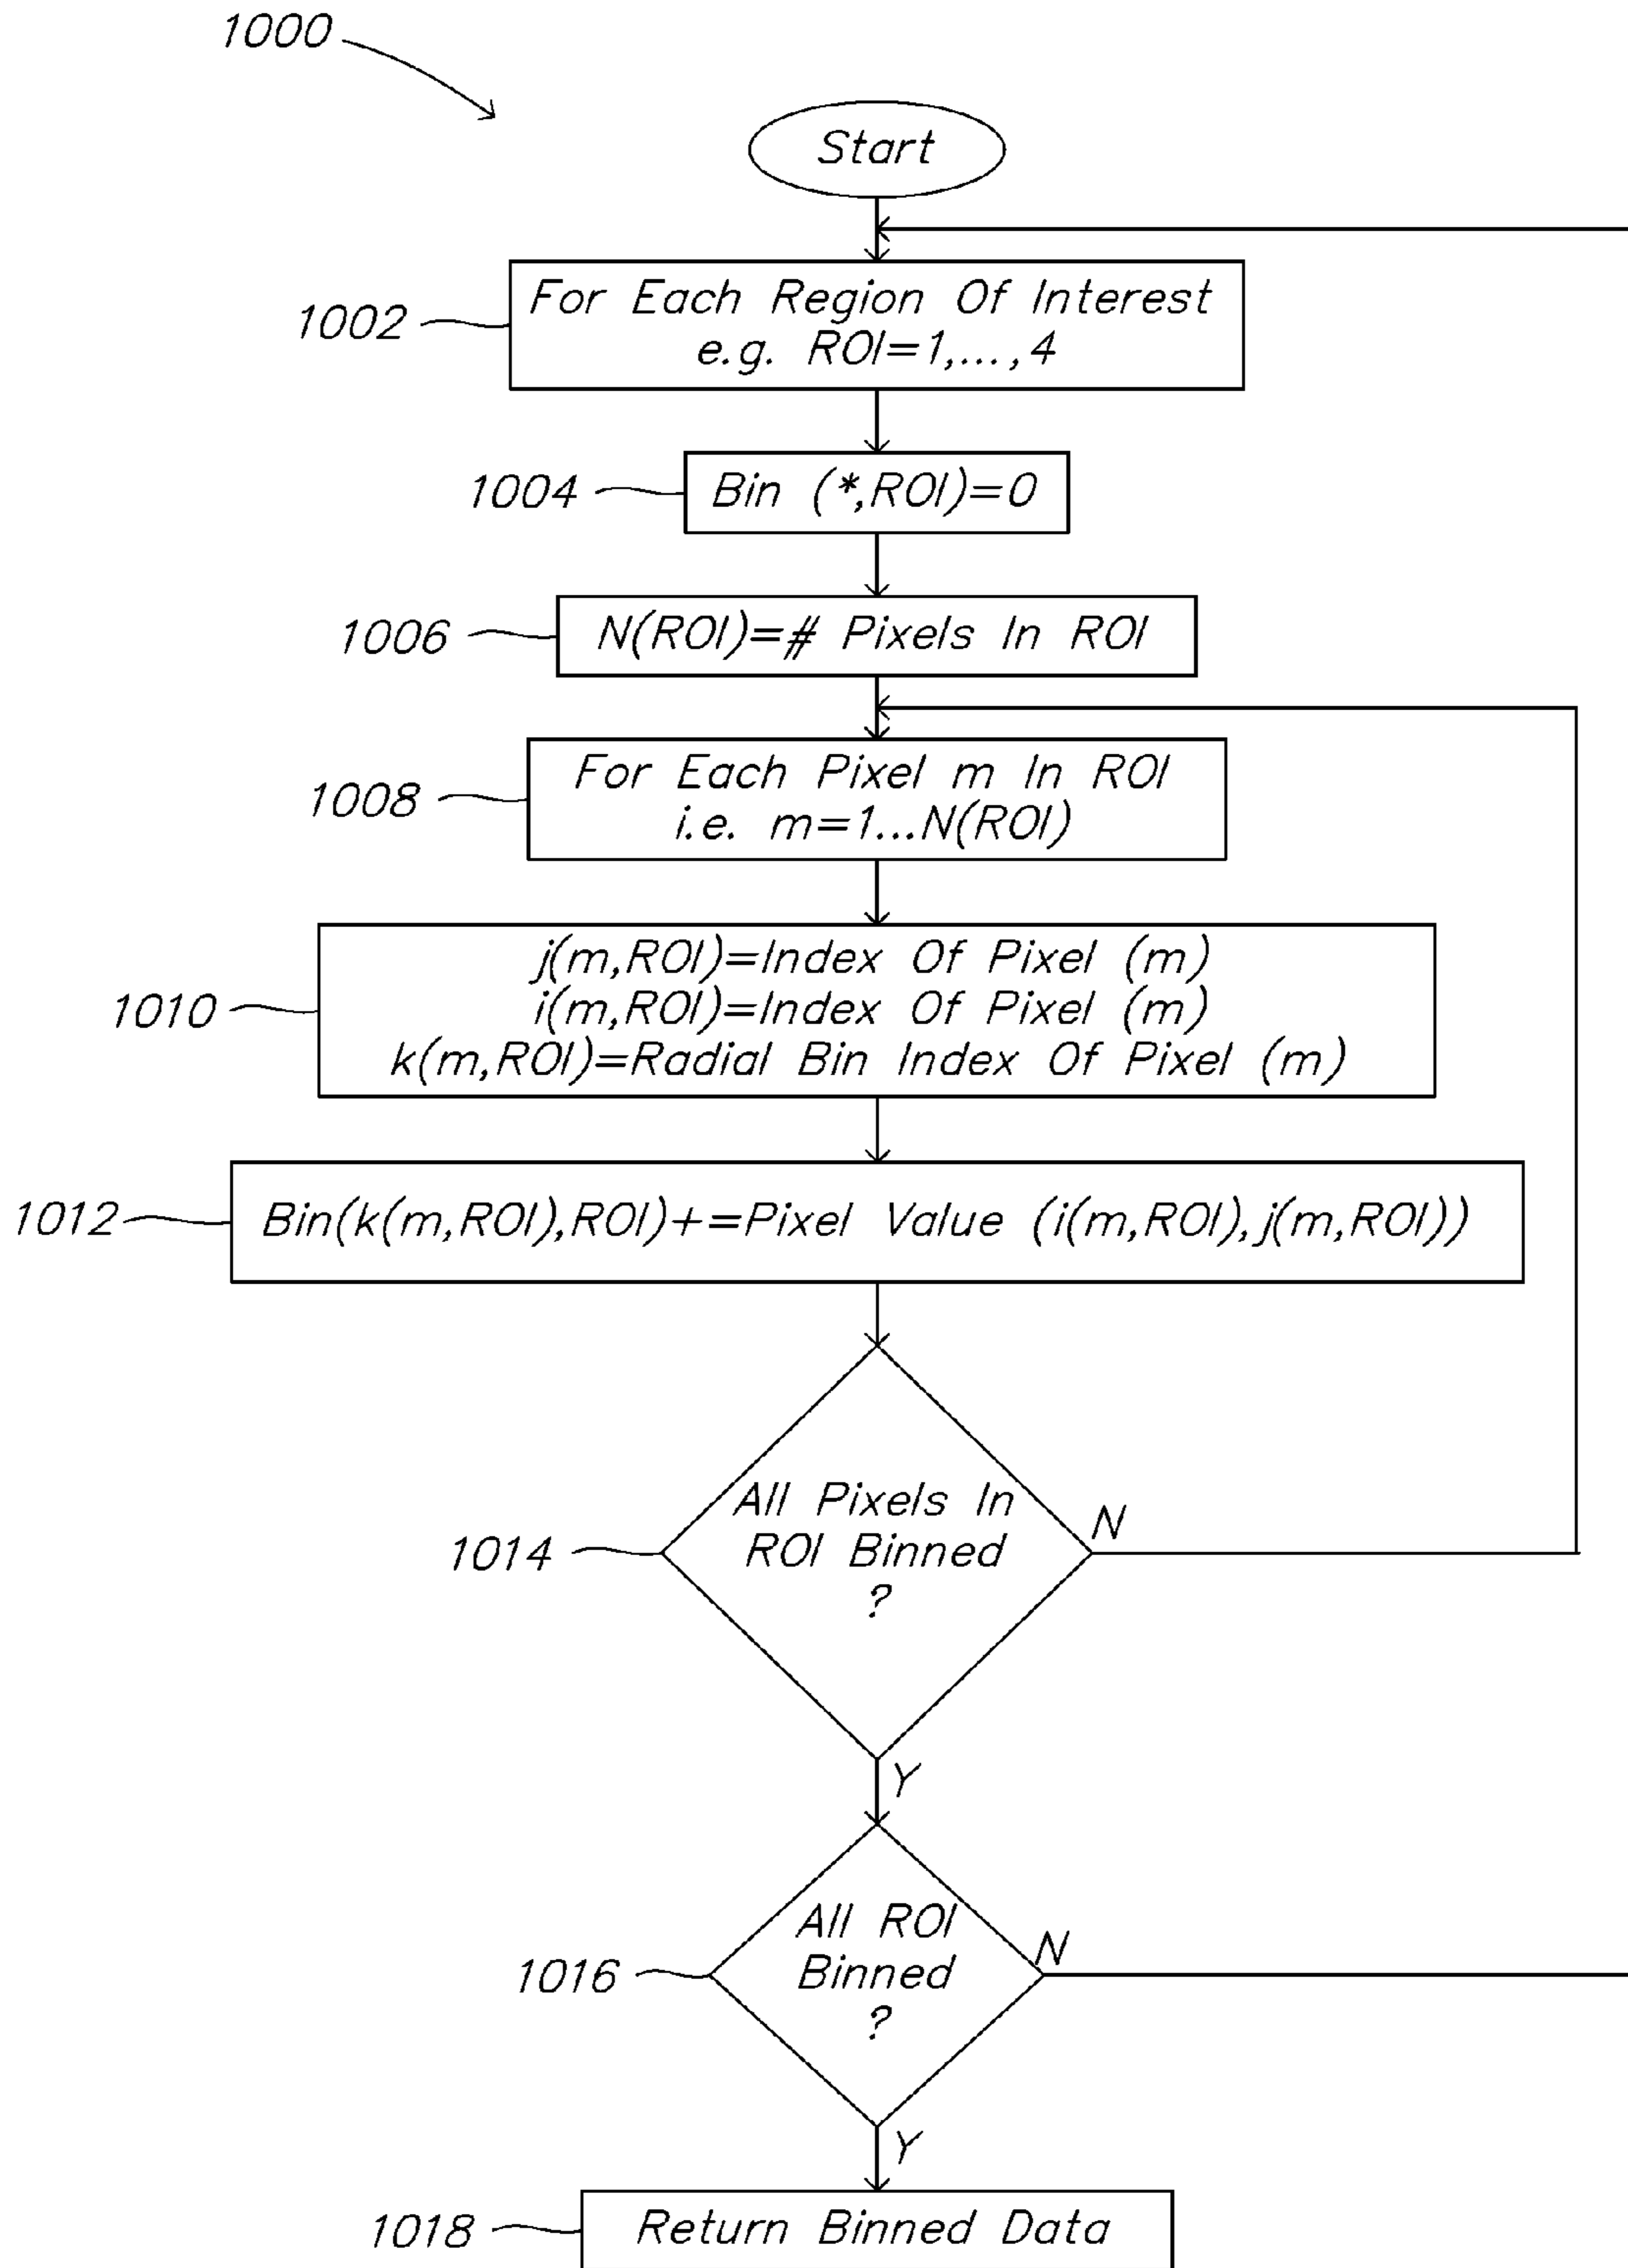 1000
Start
1002
For Each Region Of Interest
e.g. ROI=1,...,4
1004
Bin (*,ROI)=0
1006
N(ROI)=# Pixels In ROI
1008
For Each Pixel m In ROI
i.e. m=1...N(ROI)
1010
j(m,ROI)=Index Of Pixel (m)
i(m,ROI)=Index Of Pixel (m)
k(m,ROI)=Radial Bin Index Of Pixel (m)
1012
Bin(k(m,ROI),ROI)+=Pixel Value (i(m,ROI),j(m,ROI))
1014
All Pixels In
ROI Binned
?
N
Y
1016
All ROI
Binned
?
N
Y
1018
Return Binned Data